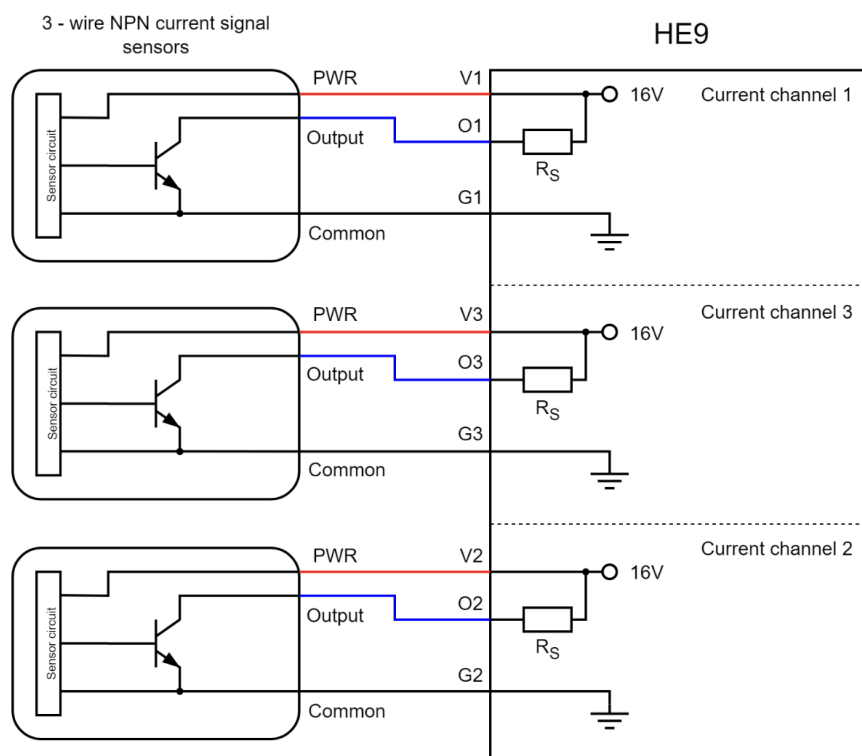 3 - wire NPN current signal
sensors
HE9
PWR
V1
16V
Current channel 1
Sensor circuit
Output
O1
RS
G1
Common
PWR
V3
16V
Current channel 3
Sensor circuit
Output
O3
RS
G3
Common
PWR
V2
16V
Current channel 2
Sensor circuit
Output
O2
RS
G2
Common